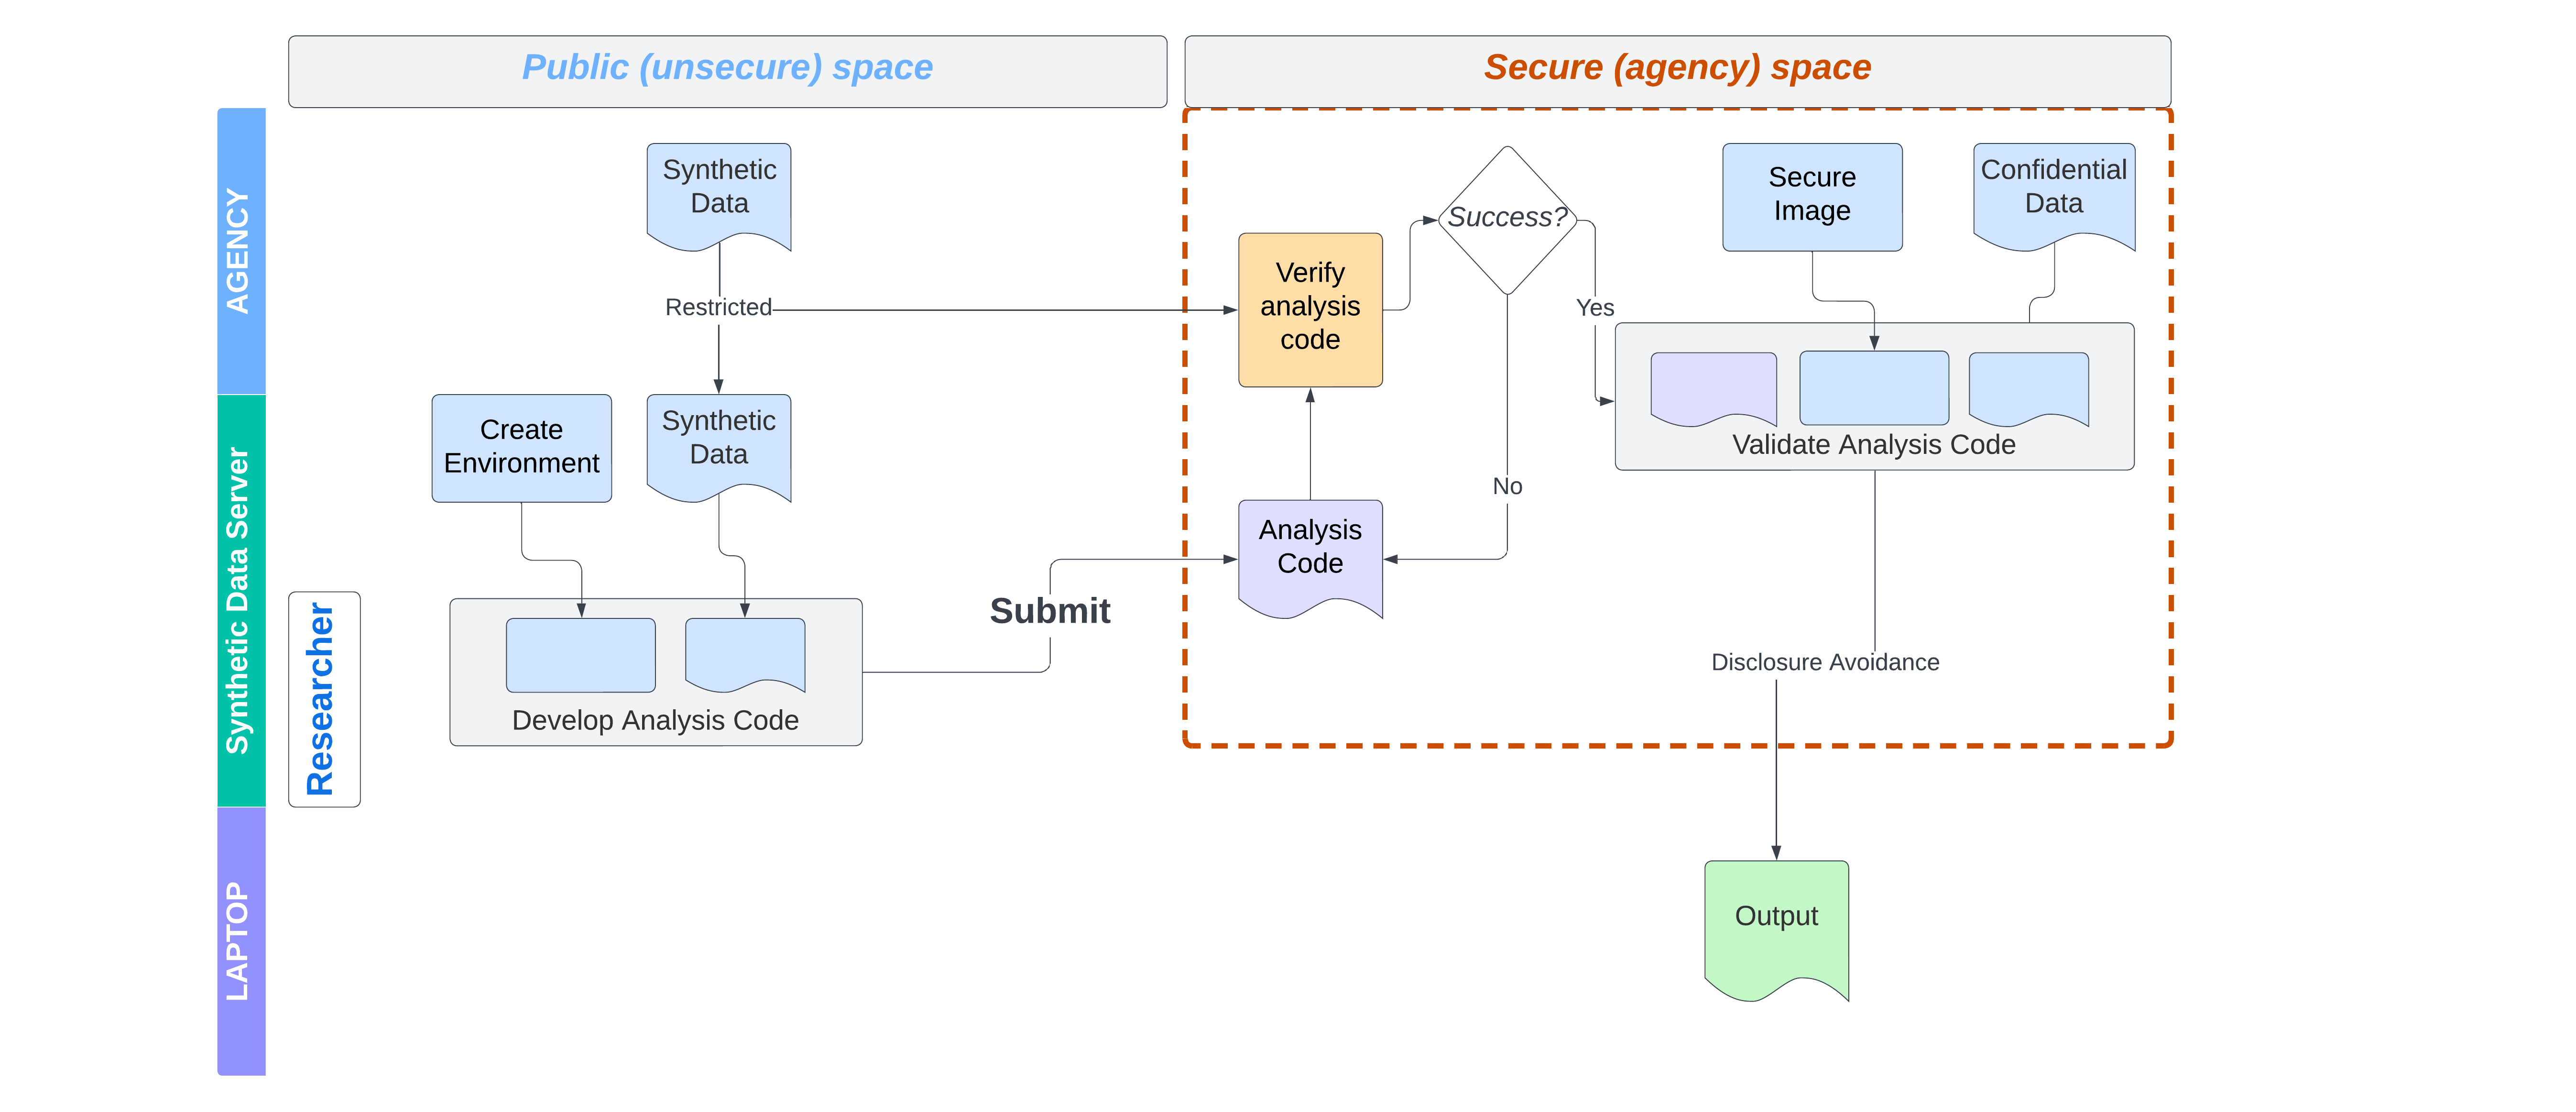 Public (unsecure) space
Secure (agency) space
AGENCY
Synthetic Data Server
LAPTOP
Researcher
Synthetic
Data
Restricted
Create
Environment
Synthetic
Data
Develop Analysis Code
Submit
Verify
analysis
code
Success?
Yes
No
Analysis
Code
Secure
Image
Confidential
Data
Validate Analysis Code
Disclosure Avoidance
Output